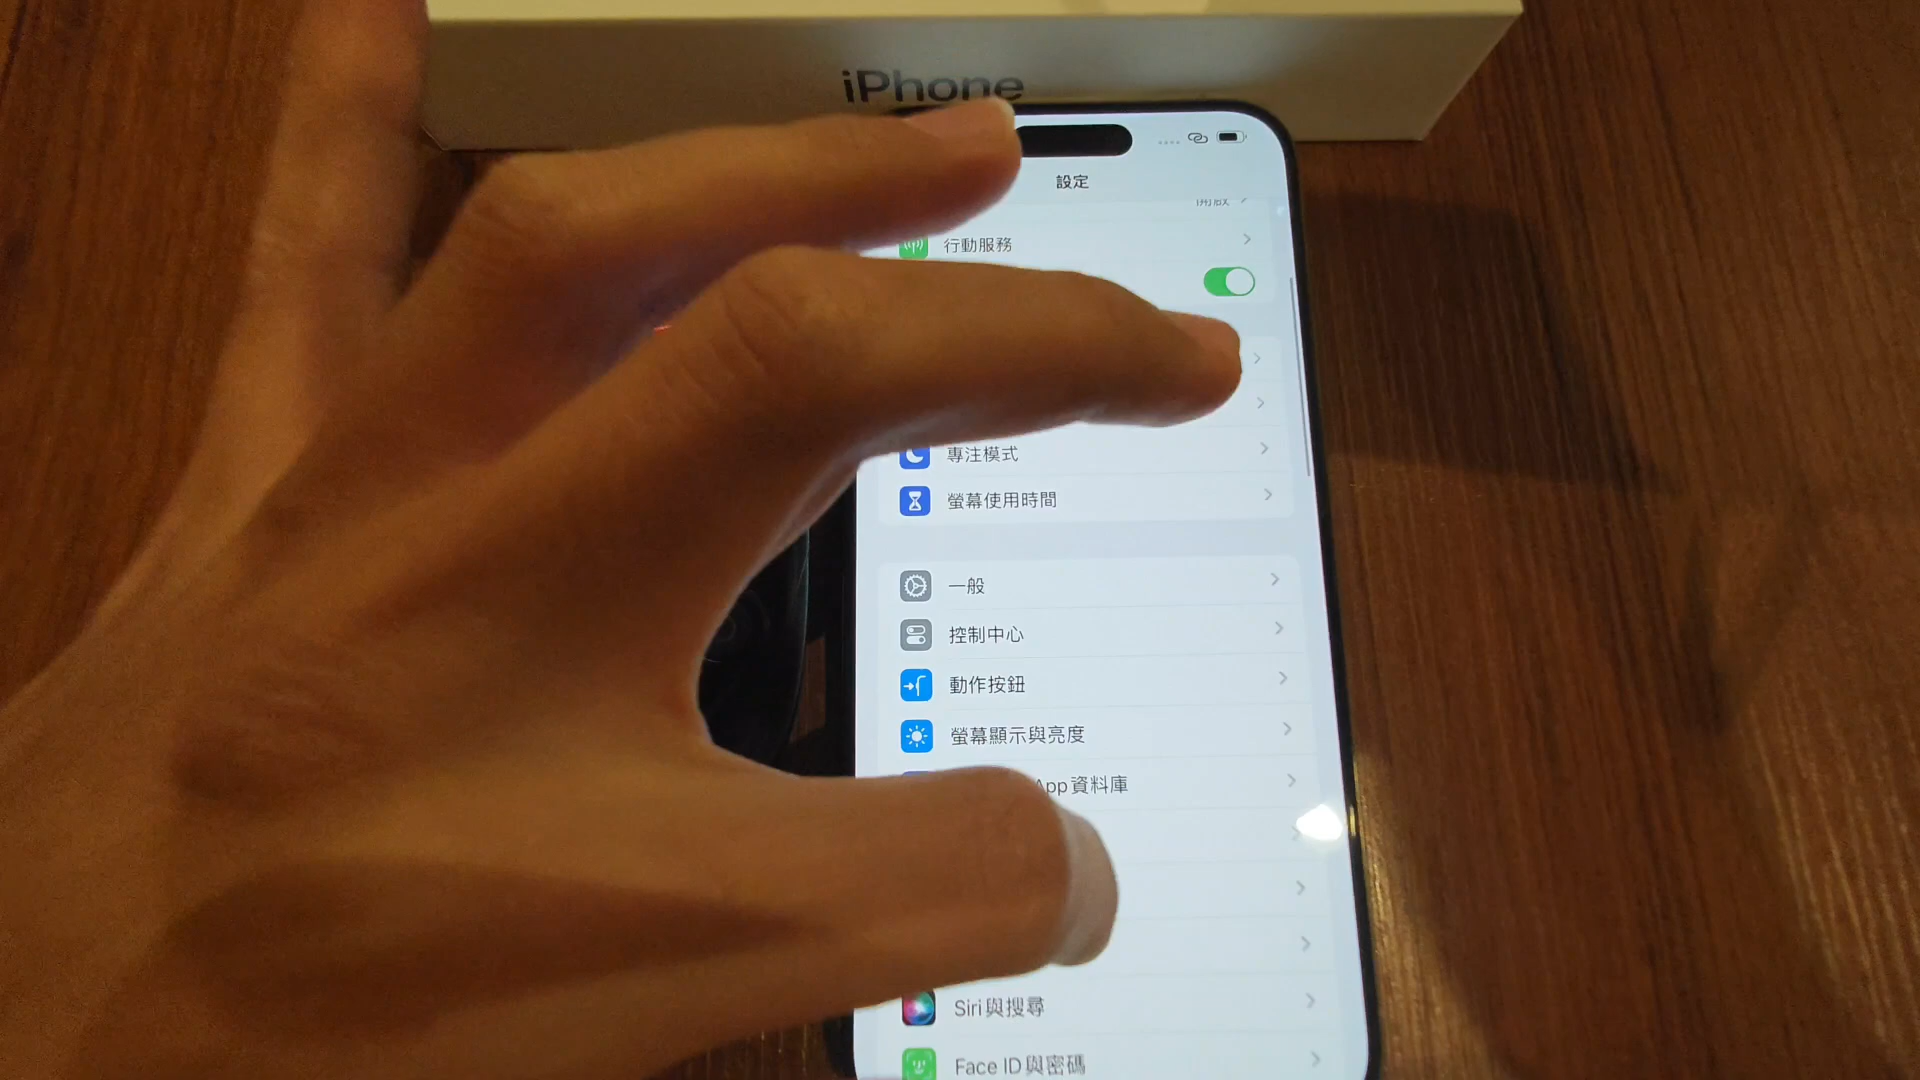 iPhone
設定
開啟
行動服務
專注模式
螢幕使用時間
一般
控制中心
動作按鈕
螢幕顯示與亮度
App資料庫
Siri與搜尋
Face ID與密碼